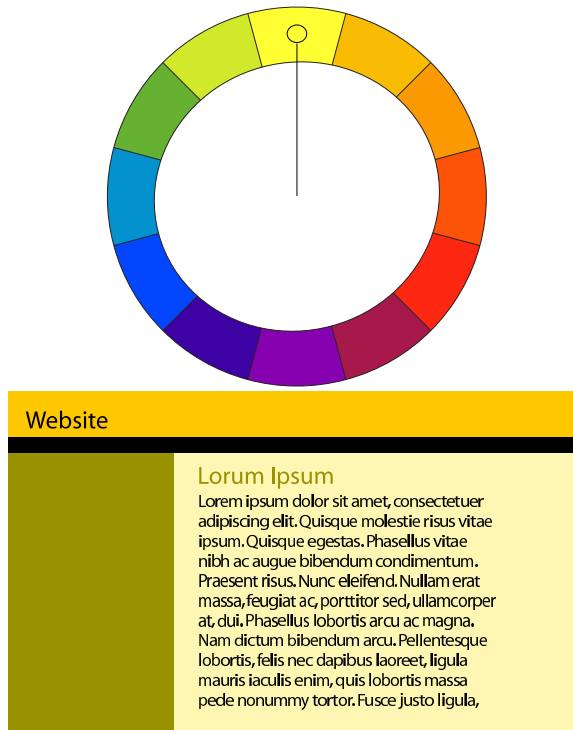 Website
Lorum Ipsum
Lorem ipsum dolor sit amet, consectetuer
adipiscing elit. Quisque molestie risus vitae
ipsum. Quisque egestas. Phasellus vitae
nibh ac augue bibendum condimentum.
Praesent risus. Nunc eleifend. Nullam erat
massa, feugiat ac, porttitor sed, ullamcorper
at, dui. Phasellus lobortis arcu ac magna.
Nam dictum bibendum arcu. Pellentesque
lobortis, felis nec dapibus laoreet, ligula
mauris iaculis enim, quis lobortis massa
pede nonummy tortor. Fusce justo ligula,